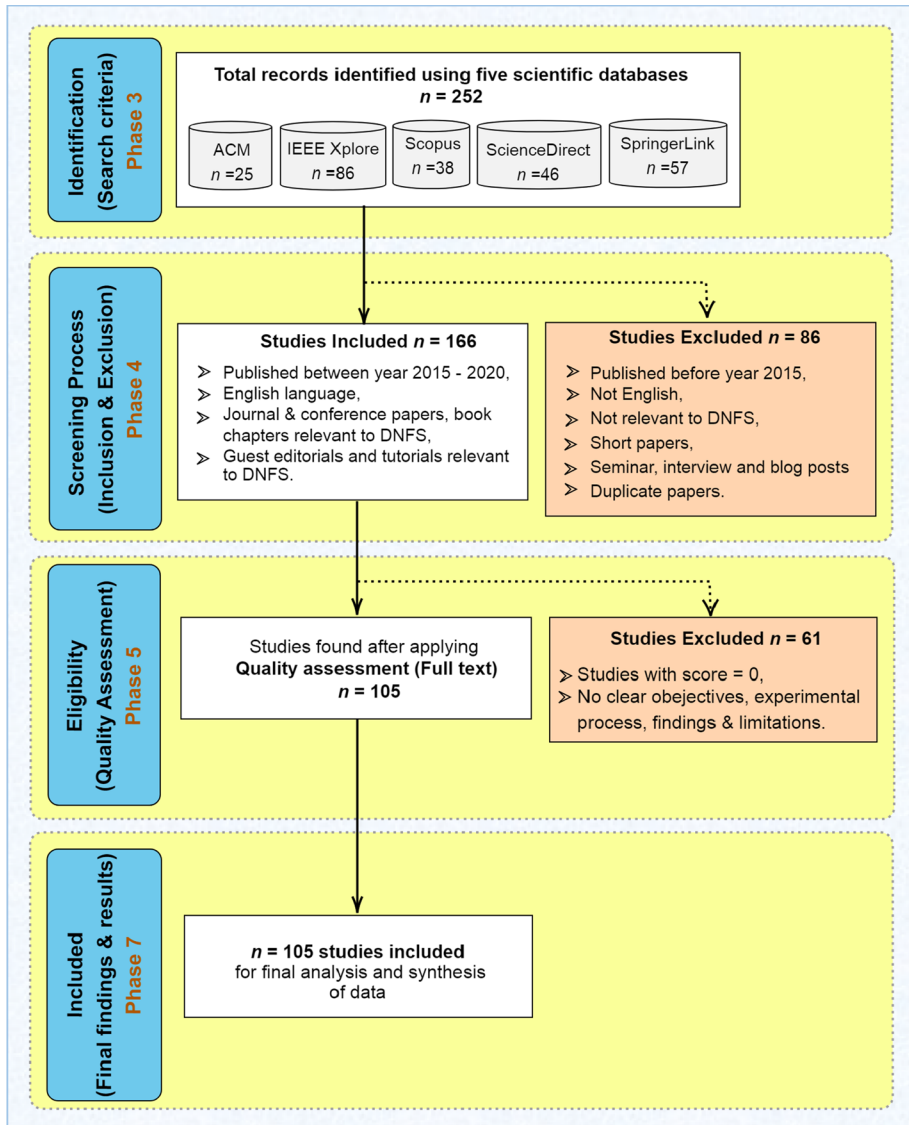 Identification
(Search criteria)
Phase 3
Total records identified using five scientific databases
n = 252
ACM
n =25
IEEE Xplore
n =86
Scopus
n =38
ScienceDirect
n =46
SpringerLink
n =57
Screening Process
(Inclusion & Exclusion)
Phase 4
Studies Included n = 166
Published between year 2015 - 2020,
English language,
Journal & conference papers, book
chapters relevant to DNFS,
Guest editorials and tutorials relevant
to DNFS.
Studies Excluded n = 86
Published before year 2015,
Not English,
Not relevant to DNFS,
Short papers,
Seminar, interview and blog posts
Duplicate papers.
Eligibility
(Quality Assessment)
Phase 5
Studies found after applying
Quality assessment (Full text)
n = 105
Studies Excluded n = 61
Studies with score = 0,
No clear obejectives, experimental
process, findings & limitations.
Included
(Final findings & results)
Phase 7
n = 105 studies included
for final analysis and synthesis
of data